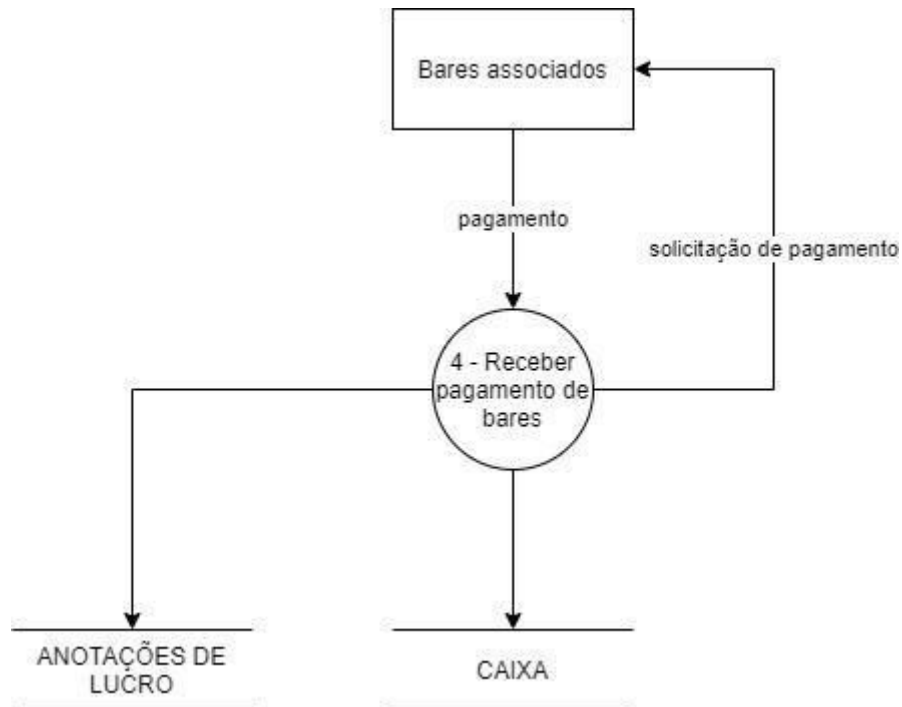 Bares associados
pagamento
solicitação de pagamento
4 - Receber
pagamento de
bares
ANOTAÇÕES DE
LUCRO
CAIXA